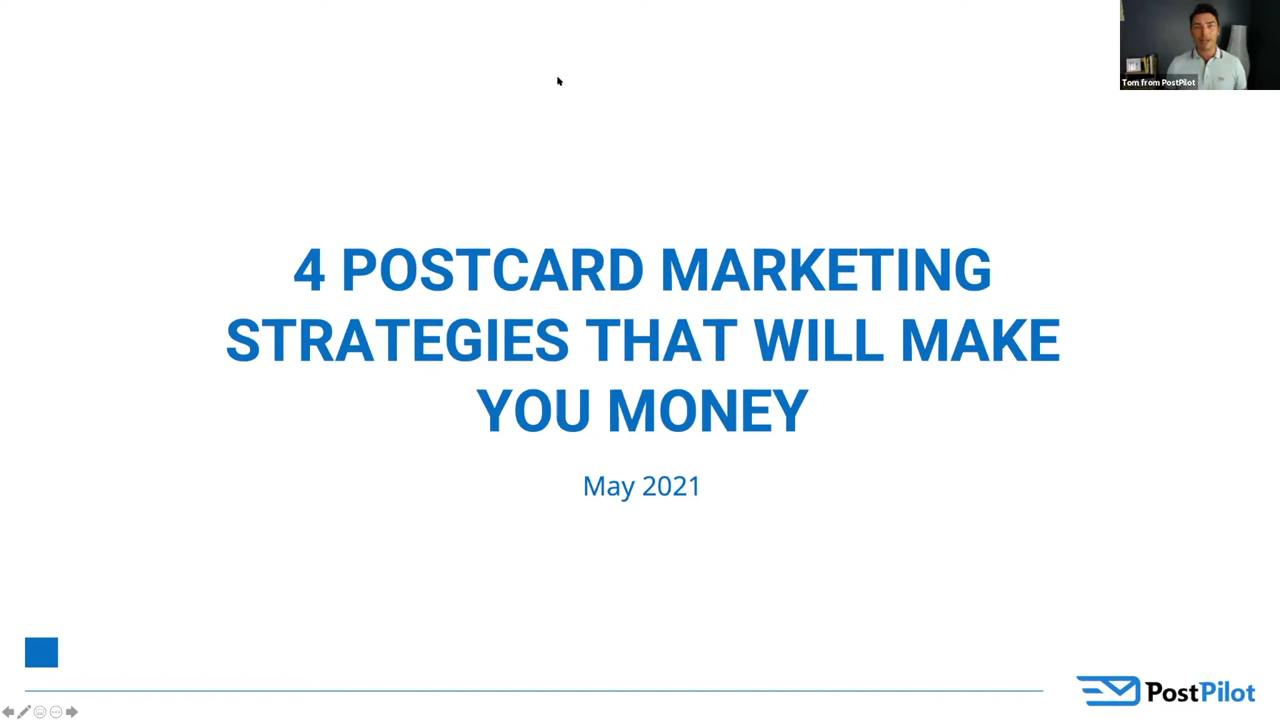 Tom from PostPilot
4 POSTCARD MARKETING
STRATEGIES THAT WILL MAKE
YOU MONEY
May 2021
PostPilot